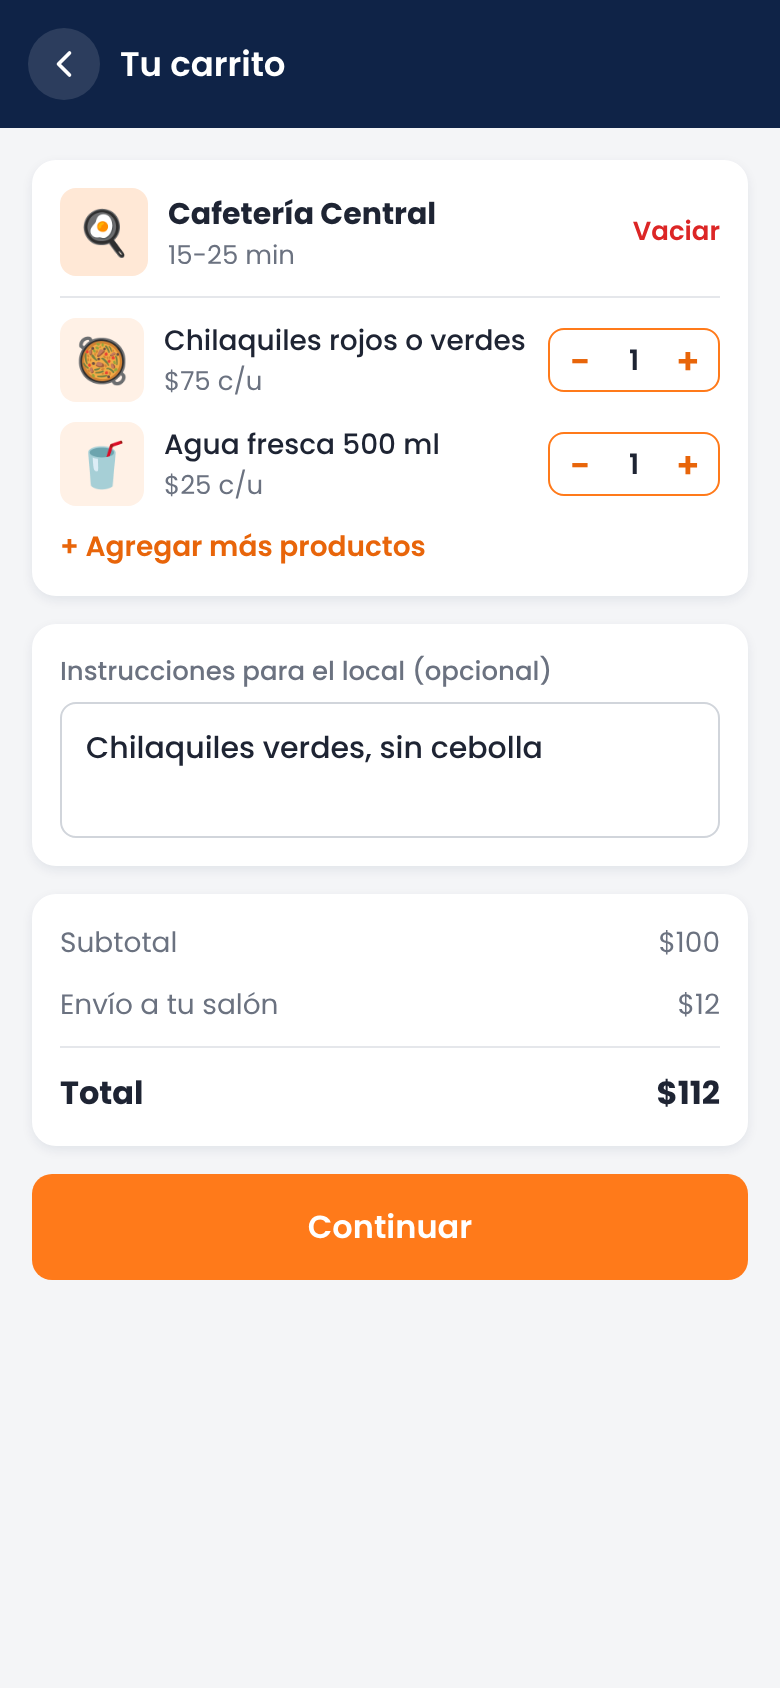 Tu carrito
Cafetería Central
15-25 min
Vaciar
Chilaquiles rojos o verdes
$75 c/u
− 1 +
Agua fresca 500 ml
$25 c/u
− 1 +
+ Agregar más productos
Instrucciones para el local (opcional)
Chilaquiles verdes, sin cebolla
Subtotal $100
Envío a tu salón $12
Total $112
Continuar